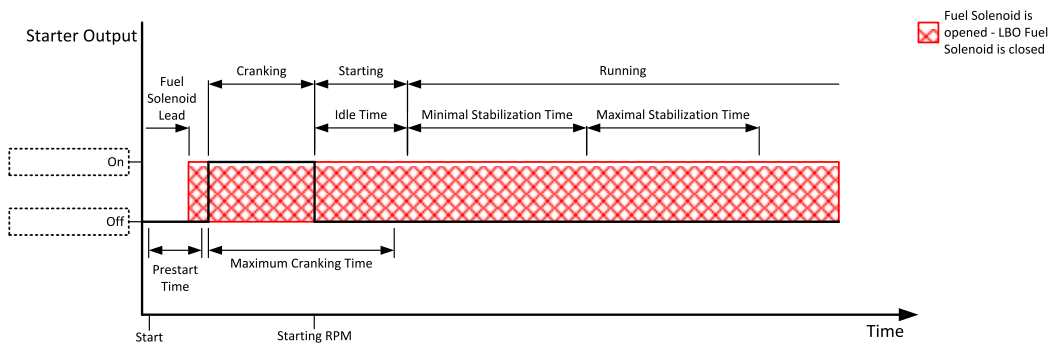 Fuel Solenoid is
opened - LBO Fuel
Solenoid is closed
Starter Output
Cranking
Starting
Running
Fuel
Solenoid
Lead
Idle Time
Minimal Stabilization Time
Maximal Stabilization Time
On
Off
Prestart
Time
Maximum Cranking Time
Start
Starting RPM
Time